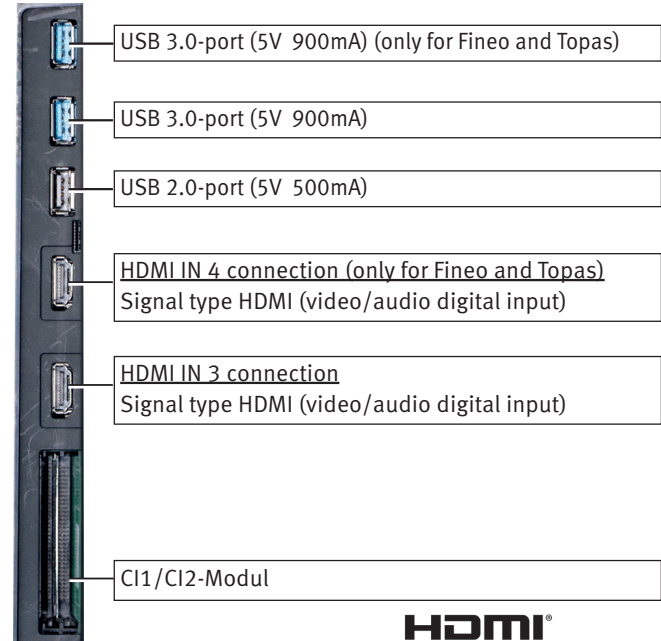 USB 3.0-port (5V 900mA) (only for Fineo and Topas)
USB 3.0-port (5V 900mA)
USB 2.0-port (5V 500mA)
HDMI IN 4 connection (only for Fineo and Topas)
Signal type HDMI (video/audio digital input)
HDMI IN 3 connection
Signal type HDMI (video/audio digital input)
CI1/CI2-Modul
HDMI®